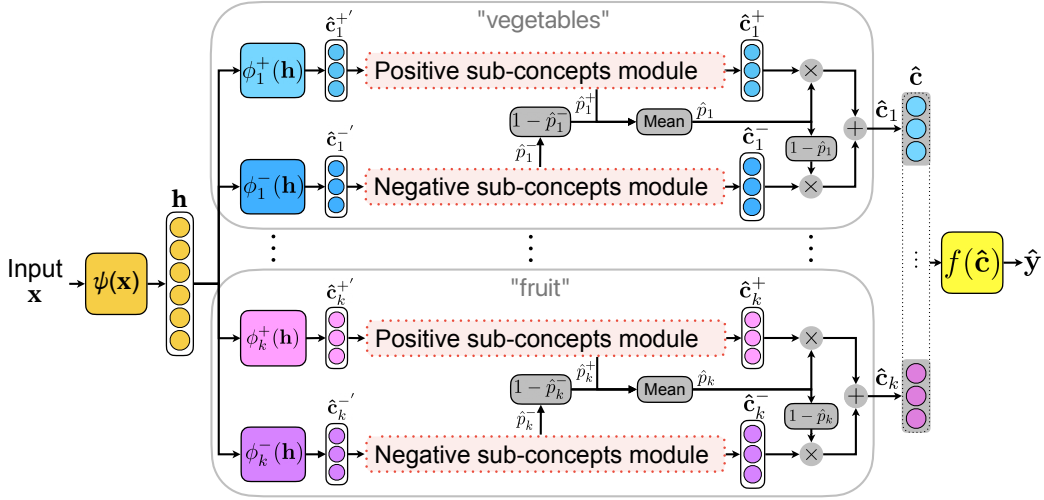 "vegetables"
ĉ₁⁺′
ϕ₁⁺(h)
Positive sub-concepts module
ĉ₁⁺
×
p̂₁⁺
1 − p̂₁⁻
Mean
p̂₁
+
ĉ₁
ĉ
p̂₁⁻
1 − p̂₁
ĉ₁⁻′
ϕ₁⁻(h)
Negative sub-concepts module
ĉ₁⁻
×
h
Input
x
ψ(x)
f(ĉ)
ŷ
"fruit"
ĉₖ⁺′
ϕₖ⁺(h)
Positive sub-concepts module
ĉₖ⁺
×
p̂ₖ⁺
1 − p̂ₖ⁻
Mean
p̂ₖ
+
ĉₖ
p̂ₖ⁻
1 − p̂ₖ
ĉₖ⁻′
ϕₖ⁻(h)
Negative sub-concepts module
ĉₖ⁻
×